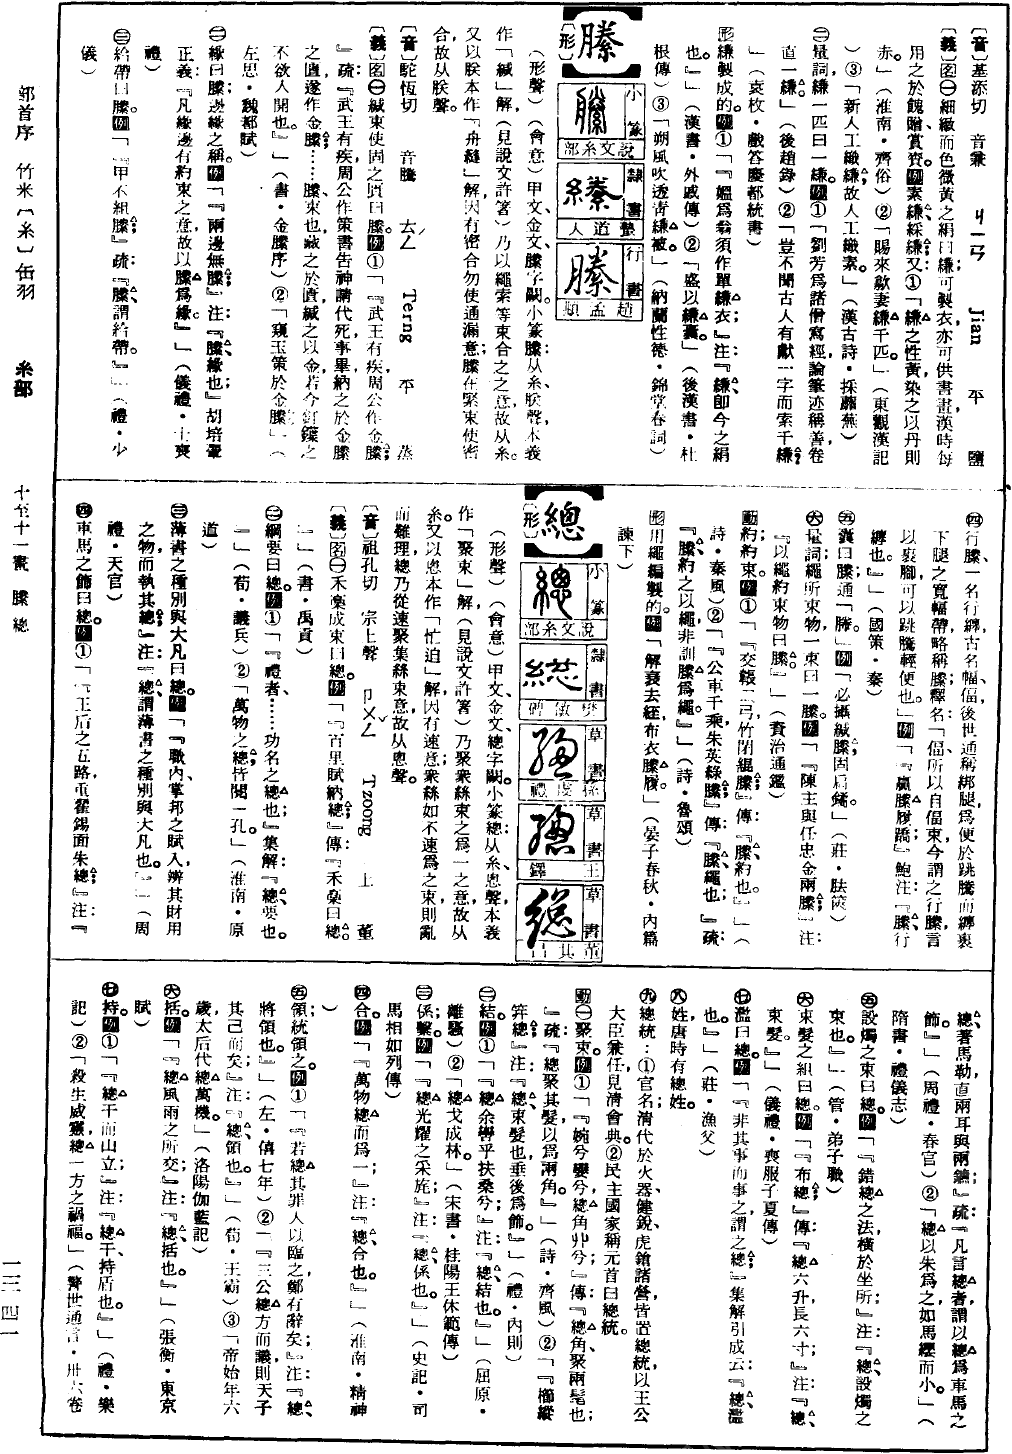 〔音〕基添切 音兼 ㄐㄧㄢ Jian 平 鹽
〔義〕名㊀細緻而色微黃之絹曰縑可製衣亦可供書畫漢時每
用之於餽贈賞賚例素縑、綵縑又①「縑之性黃染之以丹則
赤。」(淮南·齊俗)②「賜來歙妻縑千匹。」(東觀漢記
)③「新人工織縑,故人工織素。」(漢古詩·採蘼蕪)
㊁量詞縑一匹曰一縑。例①「劉芳爲諸僧寫經論筆迹稱善卷
直一縑」(後趙錄)②「豈不聞古人有獻一字而索千縑
」(袁枚·戲答慶都統書)
形縑製成的。例①「『媼爲翁須作單縑衣』注:『縑卽今之絹
也。』」(漢書·外戚傳)②「盛以縑囊」(後漢書·杜
根傳)③「朔風吹透青縑被。」(納蘭性德·錦堂春詞)
【縢】
〔形〕
縢 小篆 說文糸部
縢 隸書 蟄道人
縢 行書 趙孟頫
(形聲)(會意)甲文、金文縢字闕。小篆縢:从糸朕聲,本義
作「緘」解,(見說文許箸)乃以繩索等束合之之意,故从糸。
又以朕本作「舟縫」解,因有密合勿使通漏意;縢在緊束使密
合,故从朕聲。
〔音〕駝恆切 音騰 ㄊㄥˊ Terng 平 蒸
〔義〕名㊀緘束使固之匱曰縢。例①「『武王有疾,周公作金縢;
』疏:『武王有疾,周公作策書告神,請代死,事畢納之於金縢
之匱,遂作金縢……縢,束也,藏之於匱,緘之以金,若今釘鐷之
不欲人開也。』」(書·金縢序)②「窺玉策於金縢」(
左思·魏都賦)
㊁緣曰縢,邊緣之稱。例「『兩邊無縢』注:『縢,緣也』胡培翬
正義:『凡緣邊有約束之意,故以縢爲緣。』」(儀禮·士喪
禮)
㊂紟帶曰縢。例「『甲不組縢』疏:『縢謂紟帶。』」(禮·少
儀)
㊃行縢,一名行纏,古名幅偪,後世通稱綁腿,爲便於跳騰而纏裹
下腿之寬幅帶,略稱縢釋名:「偪,所以自偪束,今謂之行縢,言
以裹腳可以跳騰輕便也。」例「『羸縢履蹻』鮑注:『縢,行
纏也。』」(國策·秦)
㊄囊曰縢,通「幐」例「必攝緘縢,固扃鐍。」(莊·胠篋)
㊅量詞,繩所束物一束曰一縢。例「『陳主與任忠金兩縢』注:
『以繩約束物曰縢。』」(資治通鑑)
動約,約束。例①「『交韔二弓,竹閉緄縢』傳:『縢,約也。』」(
詩·秦風)②「『公車千乘,朱英綠縢』傳:『縢,繩也。』疏:
『縢約之以繩,非訓縢爲繩。』」(詩·魯頌)
形用繩編製的。例「解衰去絰,布衣縢履。」(晏子春秋·內篇
諫下)
【總】
〔形〕
總 小篆 說文糸部
總 隸書 樊敏碑
總 草書 孫虔禮
總 草書 王鐸
總 草書 董其昌
(形聲)(會意)甲文、金文總字闕。小篆總:从糸悤聲,本義
作「聚束」解,(見說文許箸)乃聚衆絲束之爲一之意,故从
糸。又以悤本作「忙迫」解,因有速意;衆絲如不速爲之束則亂
而難理,總乃從速聚集絲束意,故从悤聲。
〔音〕祖孔切 宗上聲 ㄗㄨㄥˇ Tzoong 上 董
〔義〕名㊀禾稾成束曰總。例「『百里賦納總』傳:『禾稾曰總。
』」(書·禹貢)
㊁綱要曰總。例①「『禮者、……功名之總也;』集解:『總,要也。
』」(荀·議兵)②「萬物之總,皆閱一孔。」(淮南·原
道)
㊂薄書之種別與大凡曰總。例「『職內,掌邦之賦入,辨其財用
之物而執其總;』注:『總,謂薄書之種別與大凡也。』」(周
禮·天官)
㊃車馬之飾曰總。例①「『王后之五路,重翟錫面朱總;』注:『
總,著馬勒直兩耳與兩鑣;』疏:『凡言總者,謂以總爲車馬之
飾。』」(周禮·春官)②「總以朱爲之,如馬纓而小。」(
隋書·禮儀志)
㊄設燭之束曰總。例「『錯總之法,橫於坐所;』注:『總,設燭之
束也。』」(管·弟子職)
㊅束髮之組曰總。例「『布總;』傳:『總六升,長六寸;』注:『總、
束髮。』」(儀禮·喪服子夏傳)
㊆濫曰總。例「『非其事而事之,謂之總;』集解引成云:『總,濫
也。』」(莊·漁父)
㊇姓,唐時有總姓。
㊈總統:①官名,淸代於火器、健銳、虎鎗諸營皆置總統,以王公
大臣兼任,見淸會典。②民主國家稱元首曰總統。
動㊀聚束。例①「『婉兮孌兮,總角丱兮』傳:『總角、聚兩髦也;
』疏:『總聚其髮以爲兩角。』」(詩·齊風)②「『櫛縰
笄總;』注:『總,束髮也,垂後爲飾。』」(禮·內則)
㊁結。例①「『總余轡乎扶桑兮』注:『總,結也。』」(屈原·
離騷)②「總戈成林」(宋書·桂陽王休範傳)
㊂係,繫。例「『總光耀之采旄;』注:『總,係也。』」(史記·司
馬相如列傳)
㊃合。例「『萬物總而爲一;』注:『總,合也。』」(淮南·精神
)
㊄領,統領之。例①「『若總其罪人以臨之,鄭有辭矣;』注:『總,
將領也。』」(左·僖七年)②「『三公總方而議,則天子
其己而矣』注:『總,領也。』」(荀·王霸)③「帝始年六
歲,太后代總萬機。」(洛陽伽藍記)
㊅括。例「『總風雨之所交;』注:『總,括也。』」(張衡·東京
賦)
㊆持。例①「『總干而山立;』注:『總干、持盾也。』」(禮·樂
記)②「殺生威靈,總一方之禍福。」(警世通言·卅六卷
部首序 竹米〔糸〕缶羽 糸部 十至十一畫 縢 總 一三四一